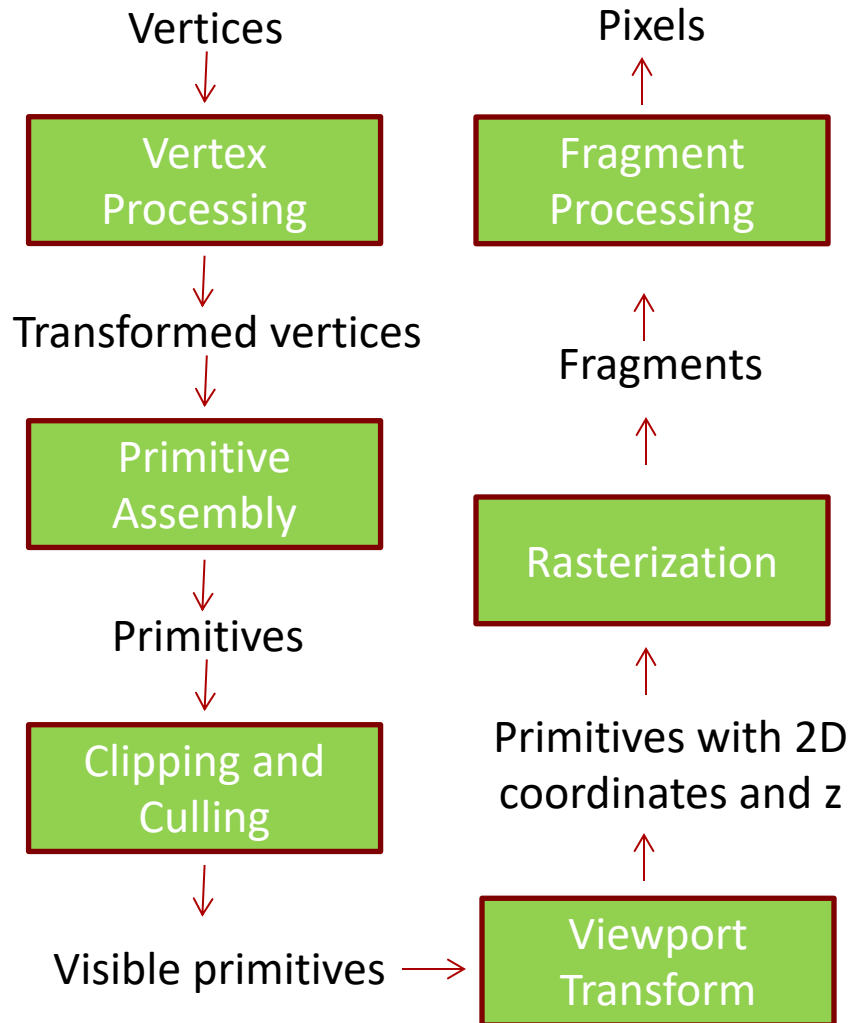 Vertices
Vertex
Processing
Transformed vertices
Primitive
Assembly
Primitives
Clipping and
Culling
Visible primitives
Viewport
Transform
Primitives with 2D
coordinates and z
Rasterization
Fragments
Fragment
Processing
Pixels